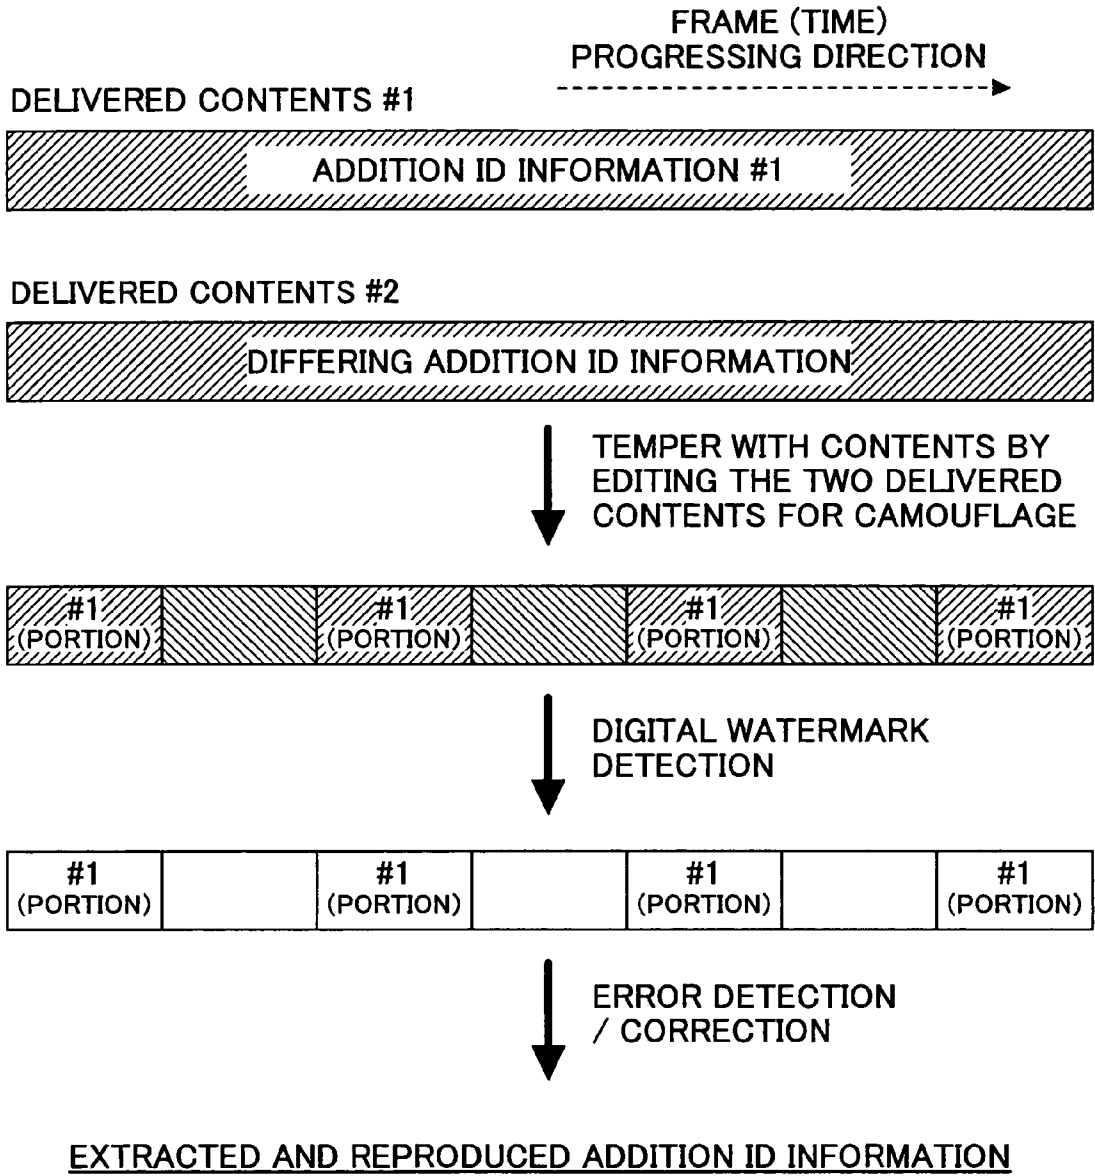 FRAME (TIME)
PROGRESSING DIRECTION
DELIVERED CONTENTS #1
ADDITION ID INFORMATION #1
DELIVERED CONTENTS #2
DIFFERING ADDITION ID INFORMATION
TEMPER WITH CONTENTS BY
EDITING THE TWO DELIVERED
CONTENTS FOR CAMOUFLAGE
#1 #1 #1 #1
(PORTION) (PORTION) (PORTION) (PORTION)
DIGITAL WATERMARK
DETECTION
#1 #1 #1 #1
(PORTION) (PORTION) (PORTION) (PORTION)
ERROR DETECTION
/ CORRECTION
EXTRACTED AND REPRODUCED ADDITION ID INFORMATION